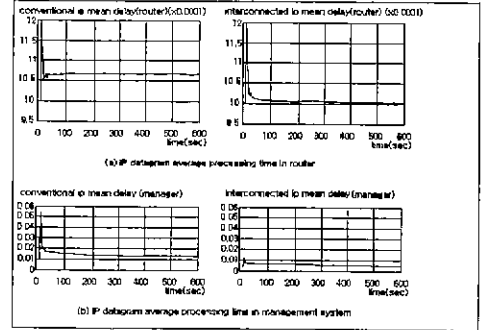 conventional ip mean delay(router)(x0.0001)
interconnected ip mean delay(router) (x0.0001)
12
11.5
11
10.5
10
9.5
0 100 200 300 400 500 600
time(sec)
12
11.5
11
10.5
10
9.5
0 100 200 300 400 500 600
time(sec)
(a) IP datagram average processing time in router
conventional ip mean delay (manager)
interconnected ip mean delay (manager)
0.06
0.05
0.04
0.03
0.02
0.01
0
0 100 200 300 400 500 600
time(sec)
0.06
0.05
0.04
0.03
0.02
0.01
0
0 100 200 300 400 500 600
time(sec)
(b) IP datagram average processing time in management system